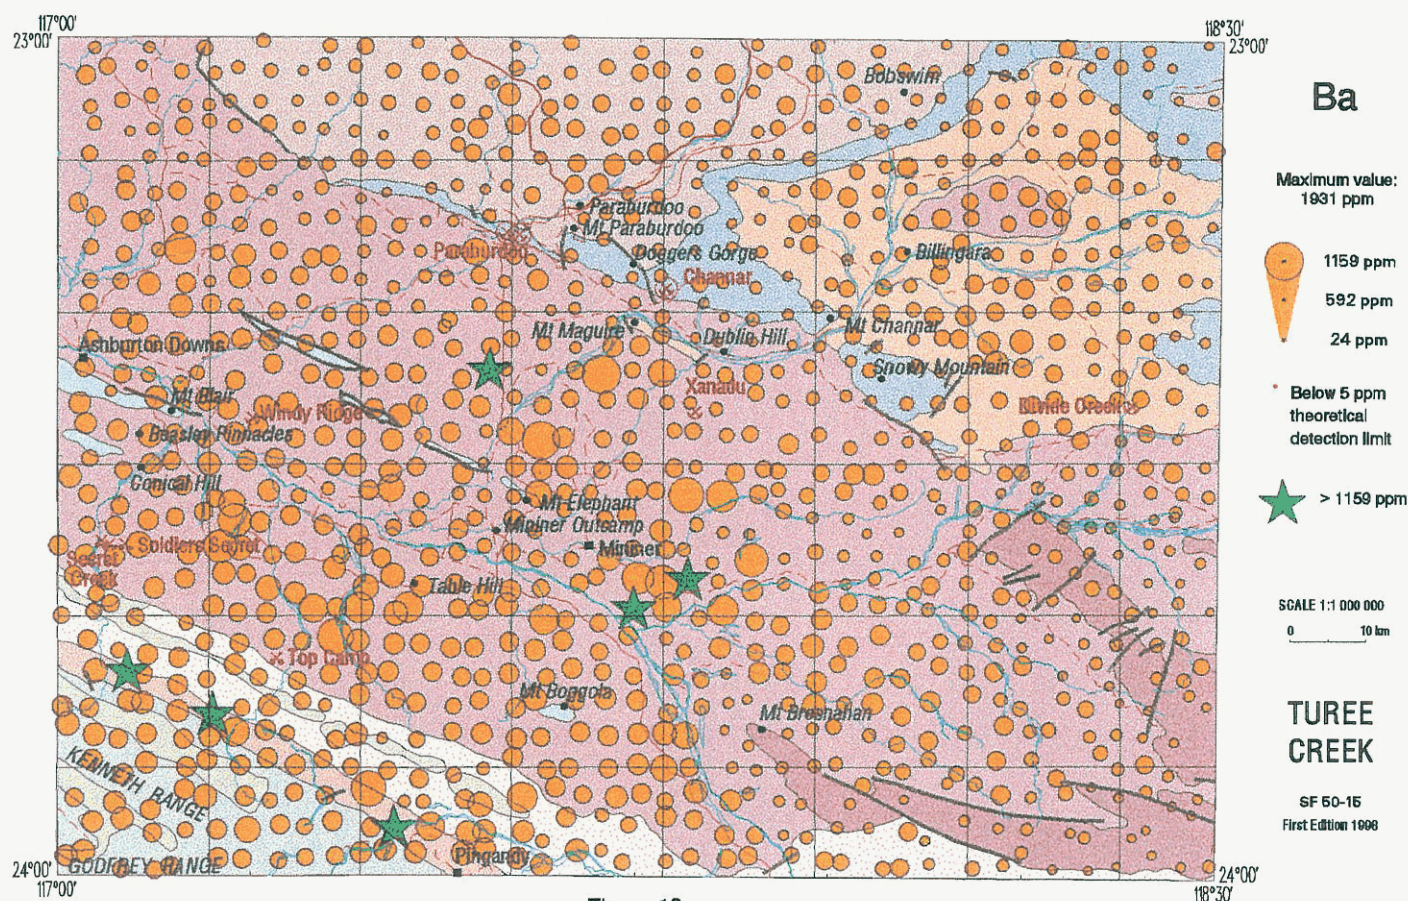 117°00'
23°00'
118°30'
23°00'
Ba
Maximum value:
1931 ppm
1159 ppm
592 ppm
24 ppm
Below 5 ppm
theoretical
detection limit
> 1159 ppm
SCALE 1:1 000 000
0 10 km
TUREE
CREEK
SF 50-15
First Edition 1998
Bobswim
Paraburdoo
Mt Paraburdoo
Paraburdoo
Doggers Gorge
Channar
Billingara
Mt Maguire
Dublin Hill
Mt Channar
Ashburton Downs
Snowy Mountain
Xanadu
Mt Blair
Windy Ridge
Beasley Pinnacles
Conical Hill
Mt Elephant
Mininer Outcamp
Mininer
Soldiers Secret
Secret
Creek
Table Hill
Top Camp
Mt Boggola
Mt Bresnahan
KENNETH RANGE
GODFREY RANGE
Pingandy
24°00'
117°00'
24°00'
118°30'